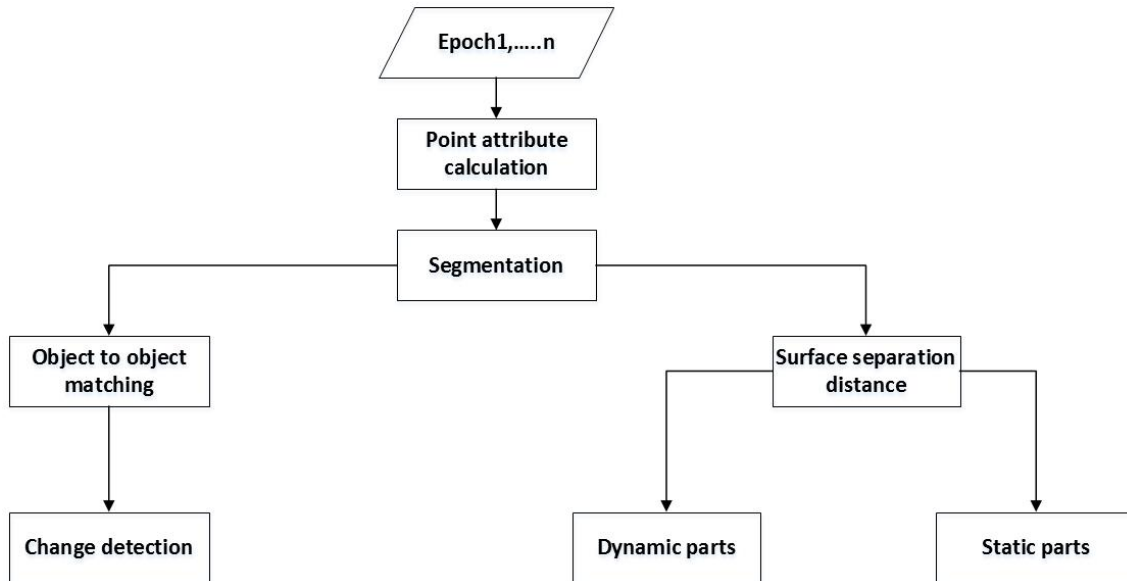 Epoch1,.....n
Point attribute
calculation
Segmentation
Object to object
matching
Surface separation
distance
Change detection
Dynamic parts
Static parts